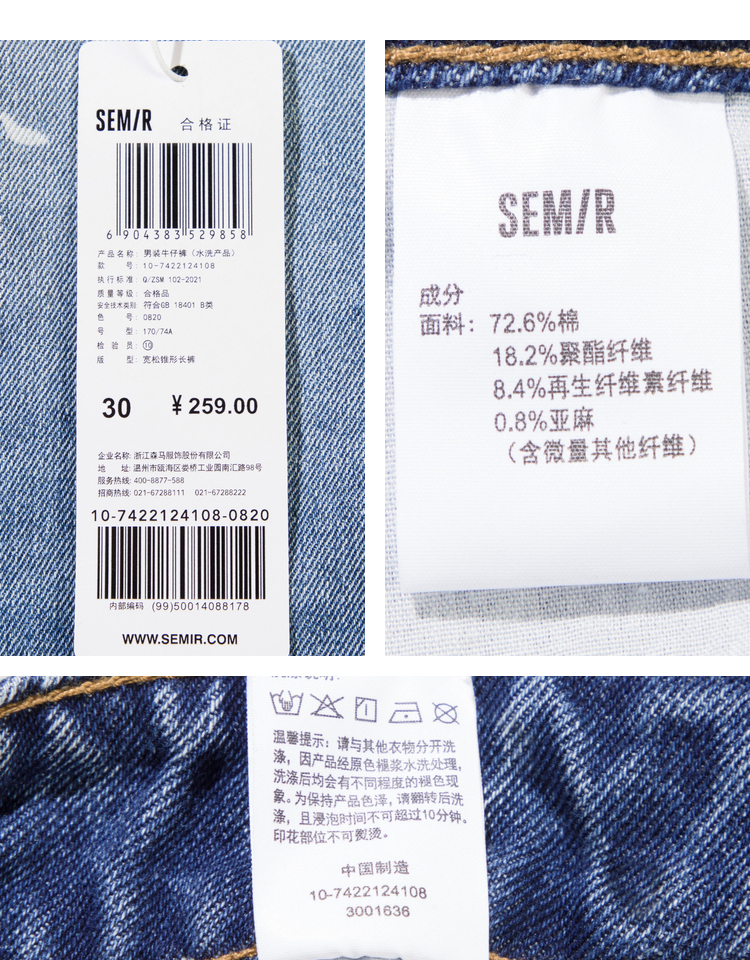 SEM/R 合格证
6 904383 529858
产品名称: 男装牛仔裤（水洗产品）
款 号: 10-7422124108
执行标准: Q/ZSM 102-2021
质量等级: 合格品
安全技术类别: 符合GB 18401 B类
色 号: 0820
号 型: 170/74A
检 验 员: 10
版 型: 宽松锥形长裤
30 ¥ 259.00
企业名称: 浙江森马服饰股份有限公司
地 址: 温州市瓯海区娄桥工业园南汇路98号
服务热线: 400-8877-588
招商热线: 021-67288111 021-67288222
10-7422124108-0820
内部编码 (99)50014088178
WWW.SEMIR.COM
SEM/R
成分
面料: 72.6%棉
18.2%聚酯纤维
8.4%再生纤维素纤维
0.8%亚麻
（含微量其他纤维）
温馨提示: 请与其他衣物分开洗
涤, 因产品经原色褪浆水洗处理,
洗涤后均会有不同程度的褪色现
象。为保持产品色泽, 请翻转后洗
涤, 且浸泡时间不可超过10分钟。
印花部位不可熨烫。
中国制造
10-7422124108
3001636